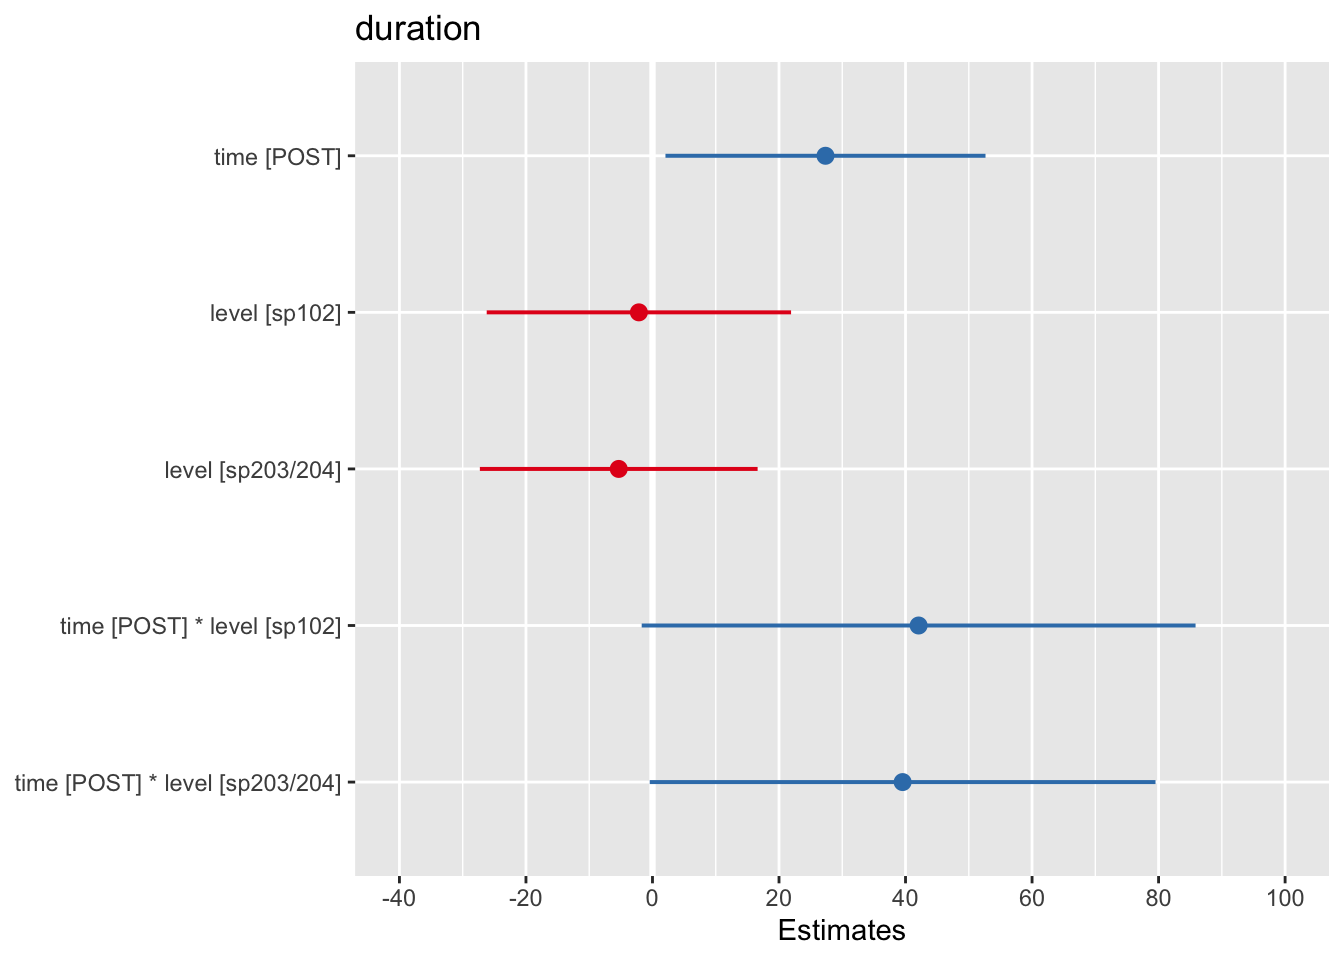 duration
time [POST]
level [sp102]
level [sp203/204]
time [POST] * level [sp102]
time [POST] * level [sp203/204]
-40 -20 0 20 40 60 80 100
Estimates